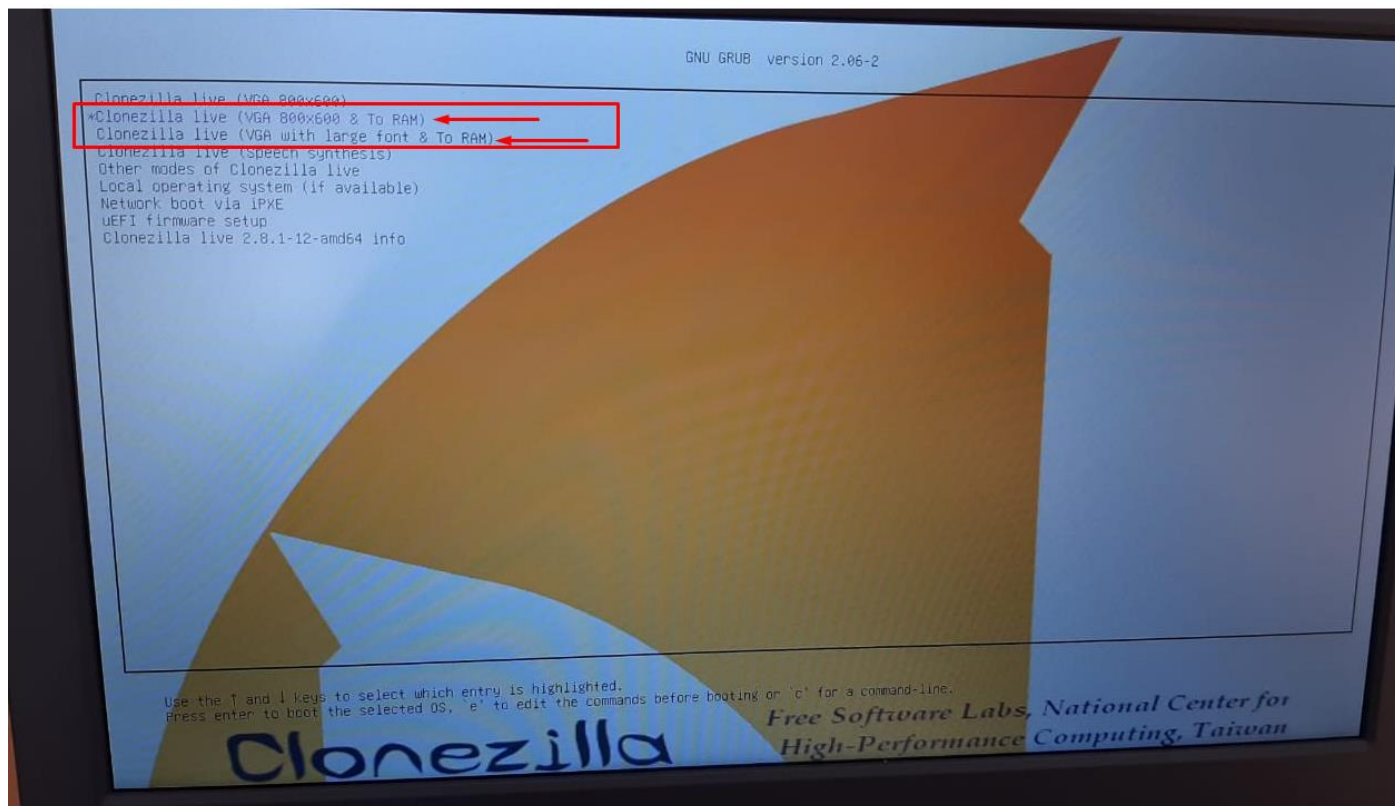 GNU GRUB version 2.06-2
Clonezilla live (VGA 800x600)
*Clonezilla live (VGA 800x600 & To RAM)
Clonezilla live (VGA with large font & To RAM)
Clonezilla live (Speech synthesis)
Other modes of Clonezilla live
Local operating system (if available)
Network boot via iPXE
uEFI firmware setup
Clonezilla live 2.8.1-12-amd64 info
Use the ↑ and ↓ keys to select which entry is highlighted.
Press enter to boot the selected OS, `e' to edit the commands before booting or `c' for a command-line.
Free Software Labs, National Center for
High-Performance Computing, Taiwan
Clonezilla